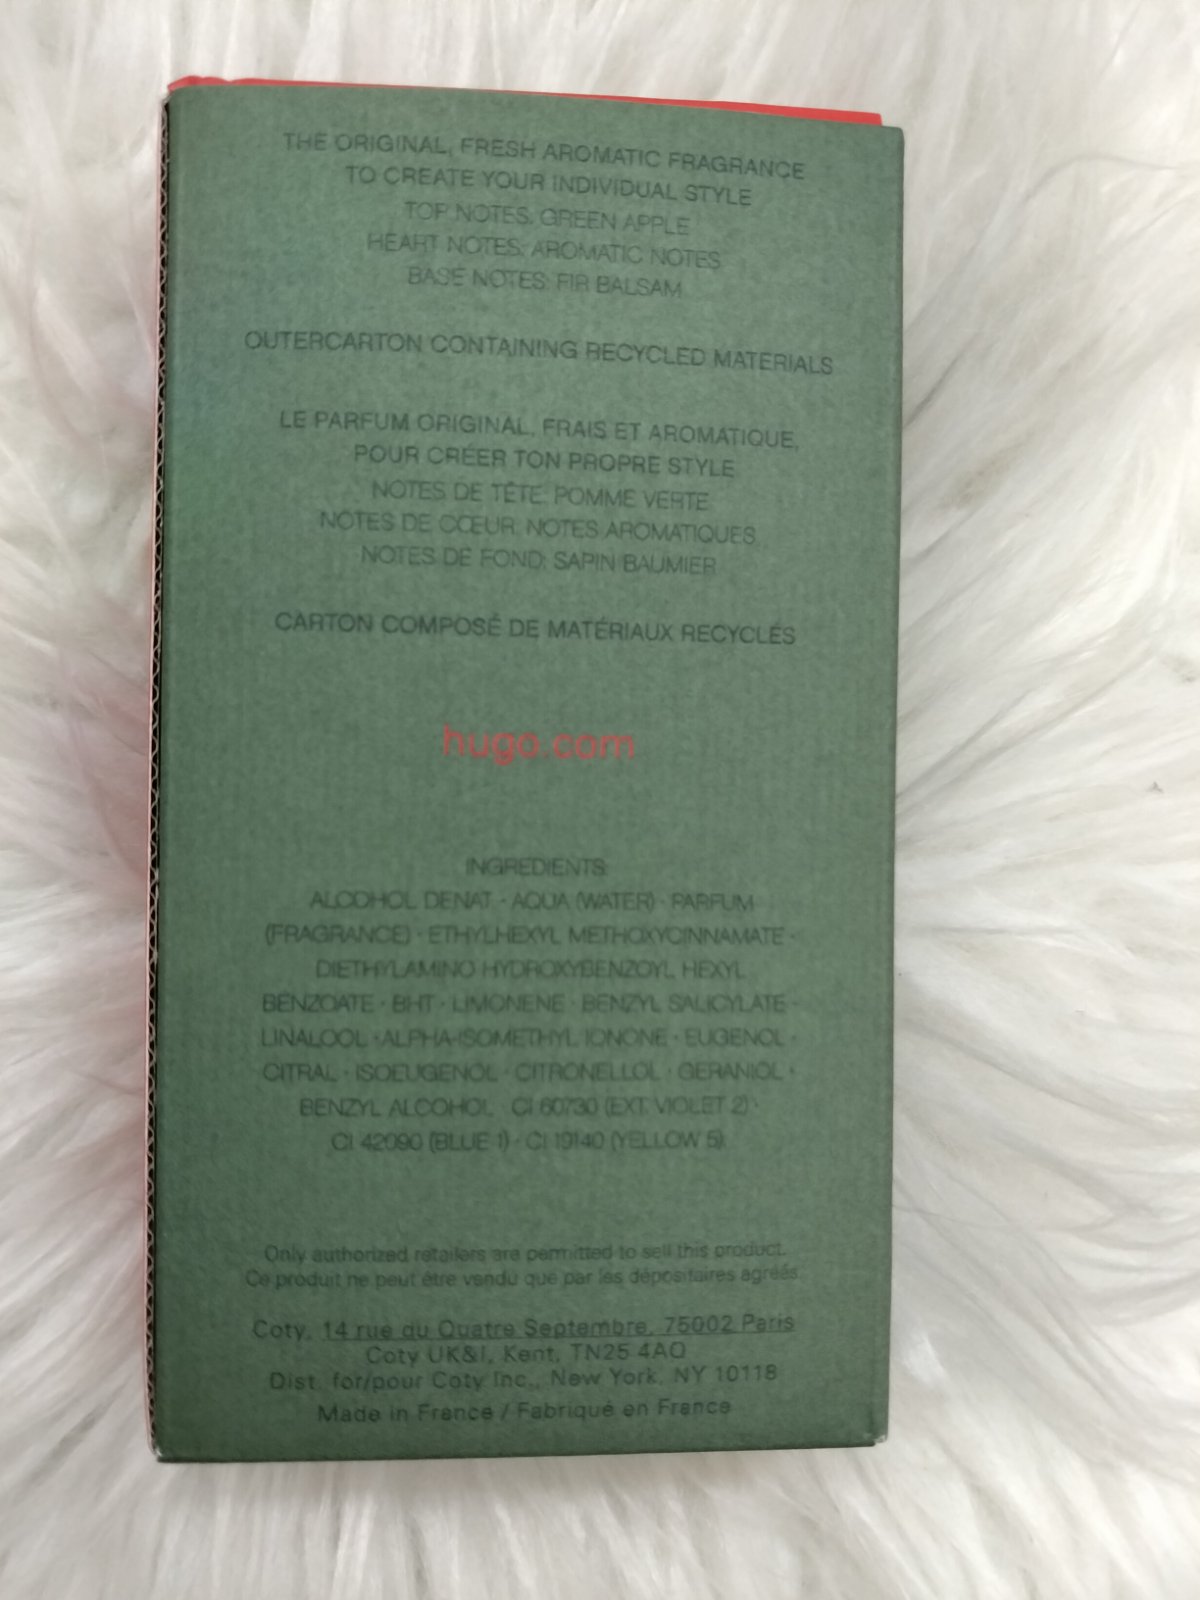 THE ORIGINAL, FRESH AROMATIC FRAGRANCE
TO CREATE YOUR INDIVIDUAL STYLE
TOP NOTES: GREEN APPLE
HEART NOTES: AROMATIC NOTES
BASE NOTES: FIR BALSAM
OUTERCARTON CONTAINING RECYCLED MATERIALS
LE PARFUM ORIGINAL, FRAIS ET AROMATIQUE,
POUR CRÉER TON PROPRE STYLE
NOTES DE TÊTE: POMME VERTE
NOTES DE CŒUR: NOTES AROMATIQUES
NOTES DE FOND: SAPIN BAUMIER
CARTON COMPOSÉ DE MATÉRIAUX RECYCLÉS
hugo.com
INGREDIENTS:
ALCOHOL DENAT · AQUA (WATER) · PARFUM
(FRAGRANCE) · ETHYLHEXYL METHOXYCINNAMATE ·
DIETHYLAMINO HYDROXYBENZOYL HEXYL
BENZOATE · BHT · LIMONENE · BENZYL SALICYLATE ·
LINALOOL · ALPHA-ISOMETHYL IONONE · EUGENOL ·
CITRAL · ISOEUGENOL · CITRONELLOL · GERANIOL ·
BENZYL ALCOHOL · CI 60730 (EXT. VIOLET 2) ·
CI 42090 (BLUE 1) · CI 19140 (YELLOW 5)
Only authorized retailers are permitted to sell this product.
Ce produit ne peut être vendu que par les dépositaires agréés.
Coty, 14 rue du Quatre Septembre, 75002 Paris
Coty UK&I, Kent, TN25 4AQ
Dist. for/pour Coty Inc., New York, NY 10118
Made in France / Fabriqué en France